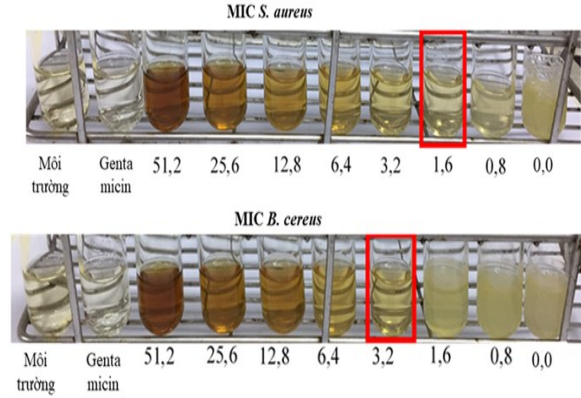 MIC S. aureus
Môi trường Genta micin 51,2 25,6 12,8 6,4 3,2 1,6 0,8 0,0
MIC B. cereus
Môi trường Genta micin 51,2 25,6 12,8 6,4 3,2 1,6 0,8 0,0